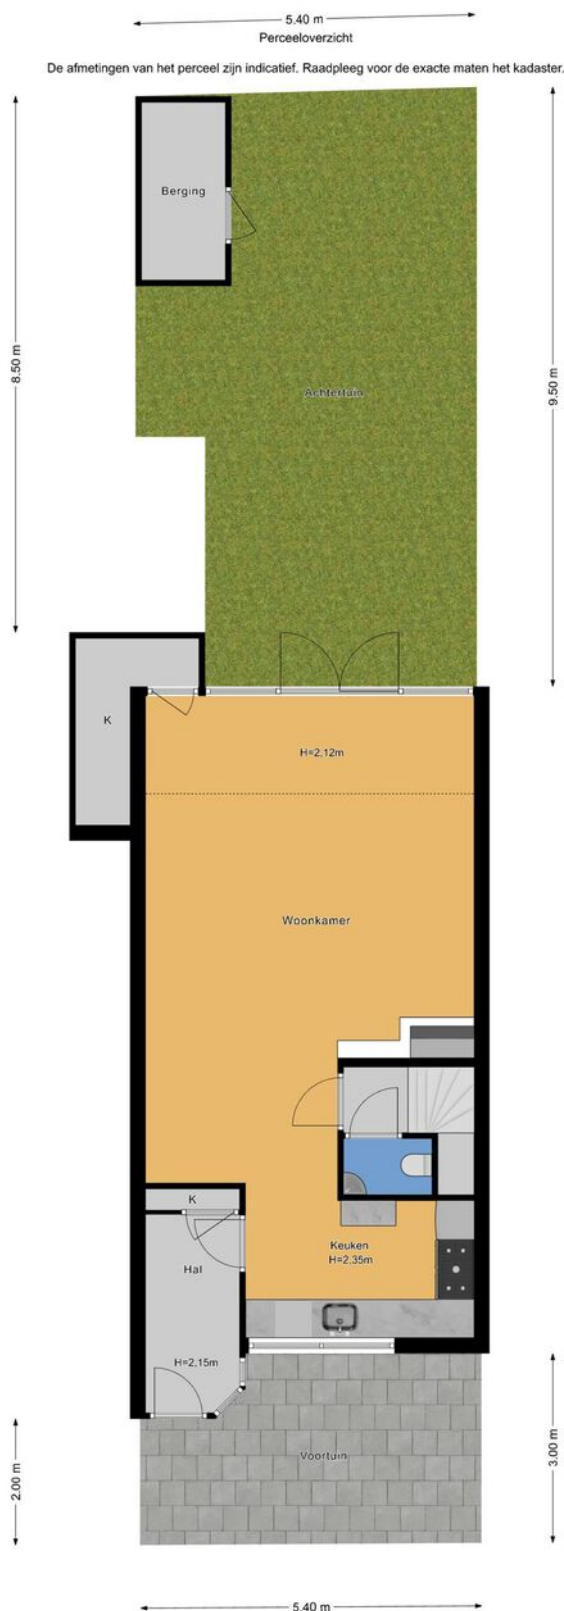 5.40 m
Perceeloverzicht
De afmetingen van het perceel zijn indicatief. Raadpleeg voor de exacte maten het kadaster.
Berging
8.50 m
9.50 m
Achtertuin
K
H=2,12m
Woonkamer
K
Keuken
H=2,35m
Hal
H=2,15m
Voortuin
2.00 m
3.00 m
5.40 m